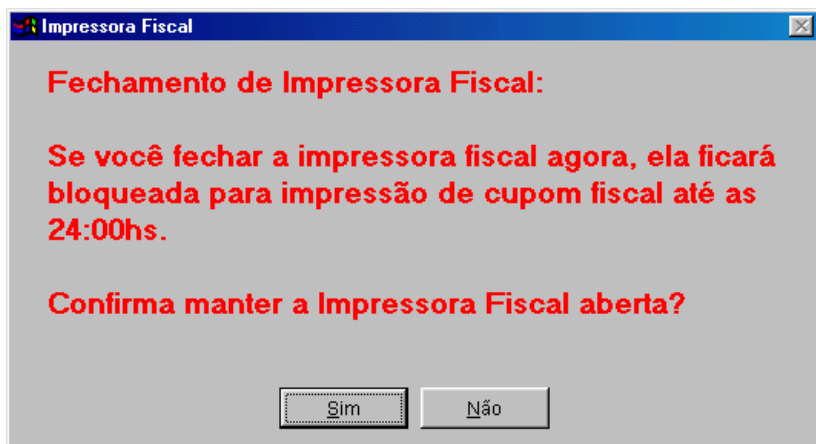 Impressora Fiscal
Fechamento de Impressora Fiscal:
Se você fechar a impressora fiscal agora, ela ficará
bloqueada para impressão de cupom fiscal até as
24:00hs.
Confirma manter a Impressora Fiscal aberta?
Sim
Não